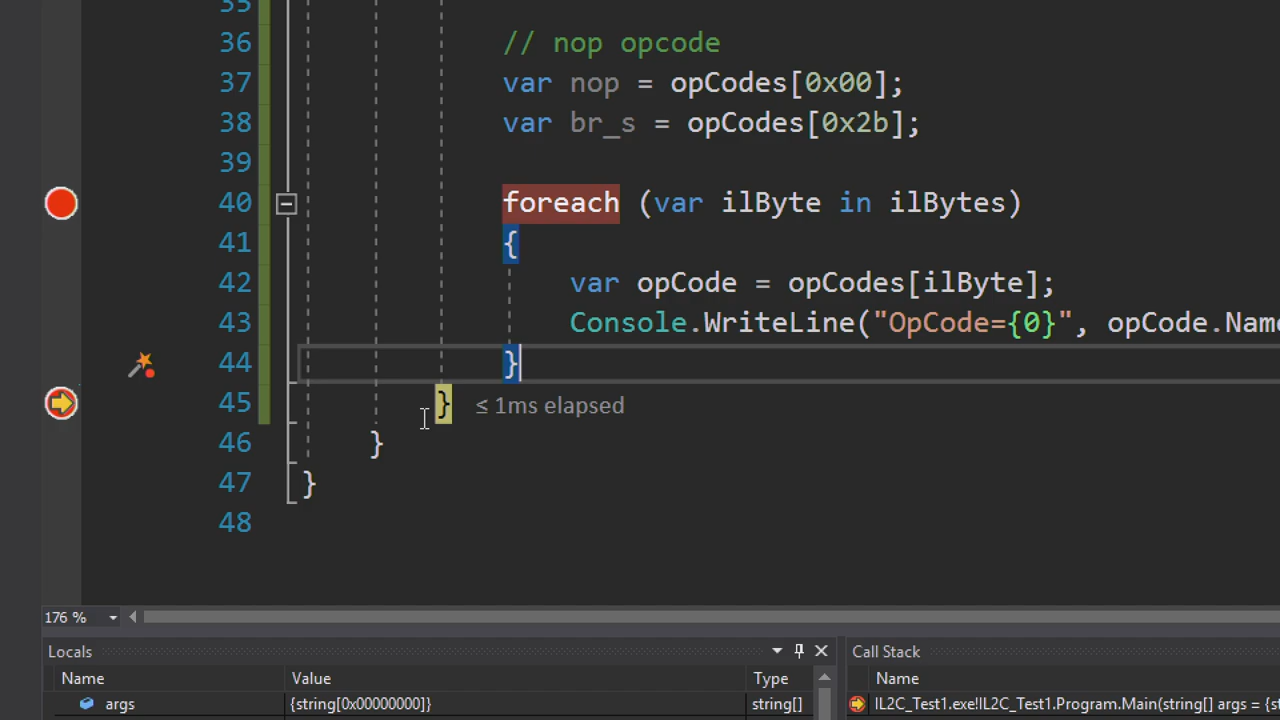 35
36 // nop opcode
37 var nop = opCodes[0x00];
38 var br_s = opCodes[0x2b];
39
40 foreach (var ilByte in ilBytes)
41 {
42 var opCode = opCodes[ilByte];
43 Console.WriteLine("OpCode={0}", opCode.Name
44 }
45 } ≤ 1ms elapsed
46 }
47 }
48
176 %
Locals
Name Value Type
args {string[0x00000000]} string[]
Call Stack
Name
IL2C_Test1.exe!IL2C_Test1.Program.Main(string[] args = {st